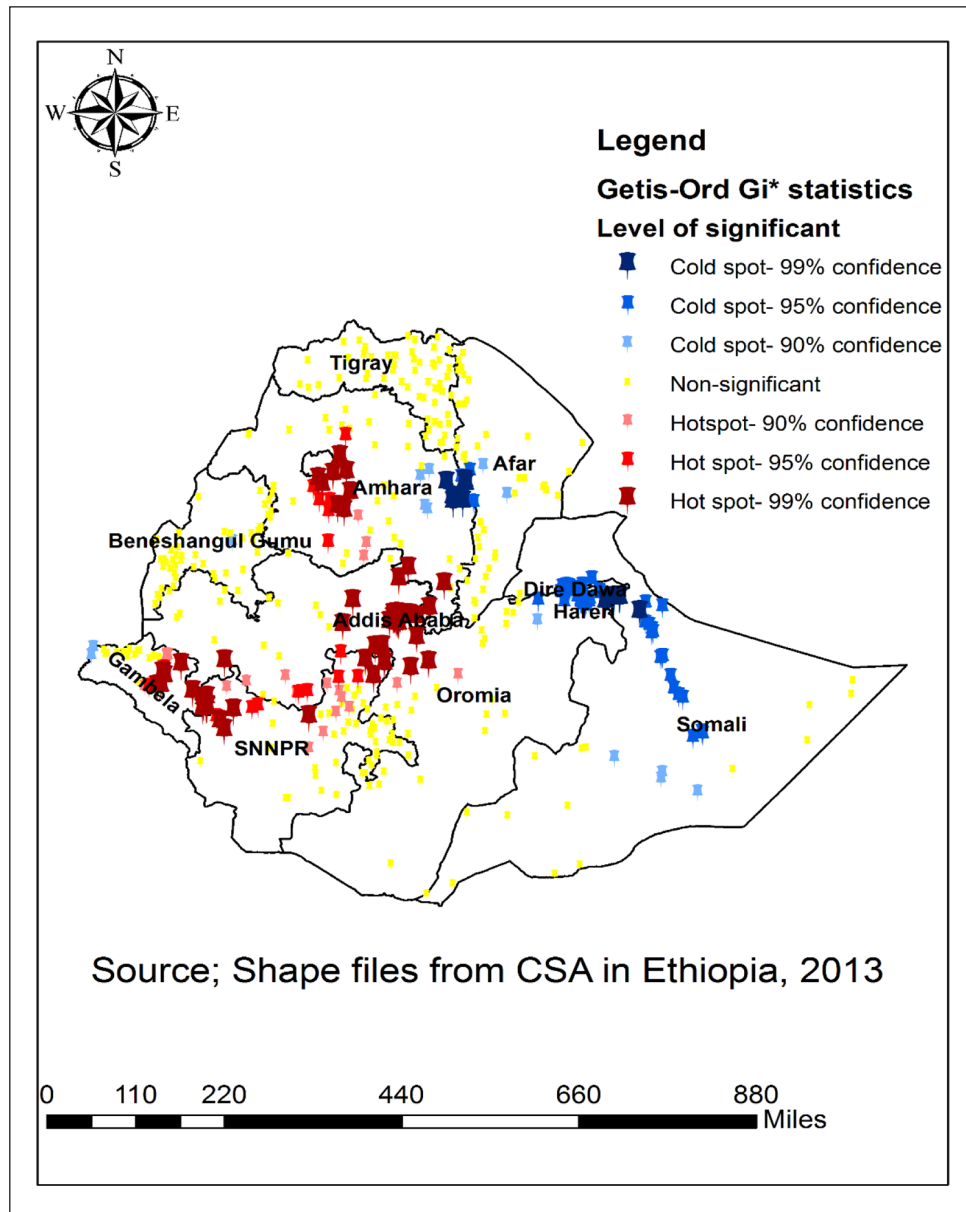 N
W E
S
Legend
Getis-Ord Gi* statistics
Level of significant
Cold spot- 99% confidence
Cold spot- 95% confidence
Cold spot- 90% confidence
Non-significant
Hotspot- 90% confidence
Hot spot- 95% confidence
Hot spot- 99% confidence
Tigray
Afar
Amhara
Beneshangul Gumu
Dire Dawa
Hareri
Addis Ababa
Gambela
Oromia
Somali
SNNPR
Source; Shape files from CSA in Ethiopia, 2013
0 110 220 440 660 880
Miles